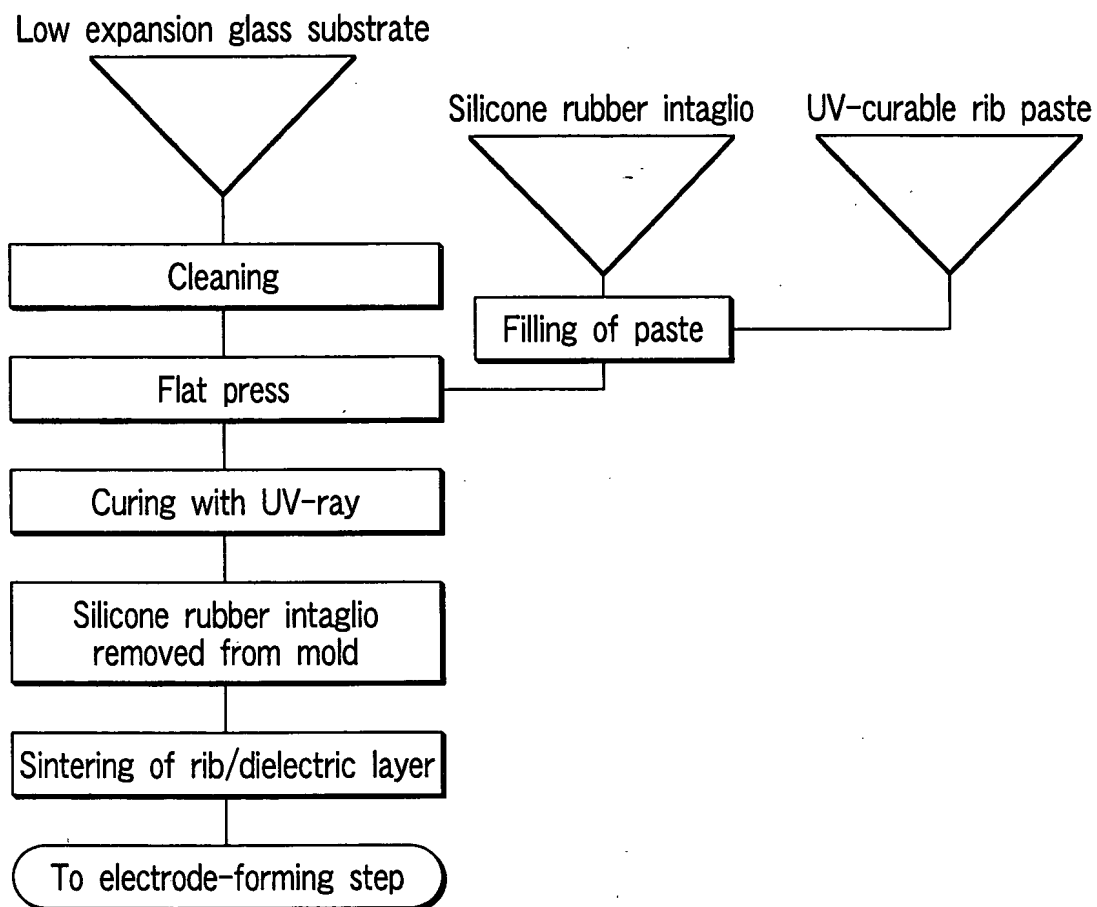 Low expansion glass substrate
Silicone rubber intaglio
UV-curable rib paste
Cleaning
Filling of paste
Flat press
Curing with UV-ray
Silicone rubber intaglio
removed from mold
Sintering of rib/dielectric layer
To electrode-forming step